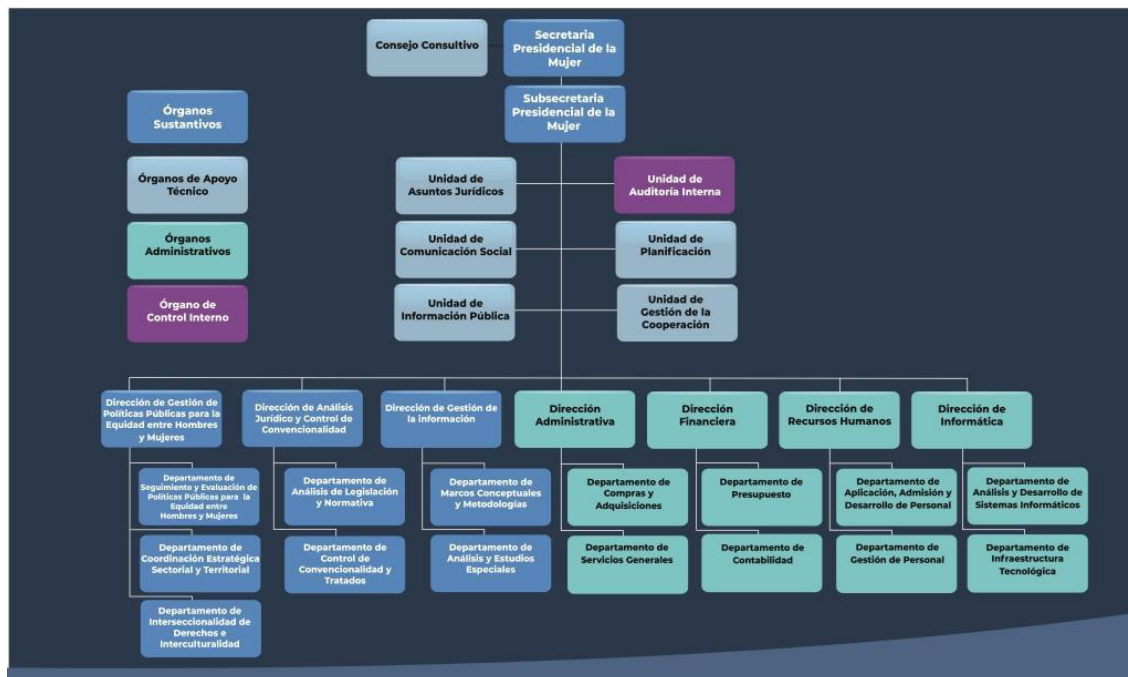 Consejo Consultivo
Secretaria
Presidencial de la
Mujer
Subsecretaria
Presidencial de la
Mujer
Órganos
Sustantivos
Órganos de Apoyo
Técnico
Órganos
Administrativos
Órgano de
Control Interno
Unidad de
Asuntos Jurídicos
Unidad de
Auditoría Interna
Unidad de
Comunicación Social
Unidad de
Planificación
Unidad de
Información Pública
Unidad de
Gestión de la
Cooperación
Dirección de Gestión de
Políticas Públicas para la
Equidad entre Hombres
y Mujeres
Dirección de Análisis
Jurídico y Control de
Convencionalidad
Dirección de Gestión de
la información
Dirección
Administrativa
Dirección
Financiera
Dirección de
Recursos Humanos
Dirección de
Informática
Departamento de
Seguimiento y Evaluación de
Políticas Públicas para la
Equidad entre
Hombres y Mujeres
Departamento de
Análisis de Legislación
y Normativa
Departamento de
Marcos Conceptuales
y Metodologías
Departamento de
Compras y
Adquisiciones
Departamento de
Presupuesto
Departamento de
Aplicación, Admisión y
Desarrollo de Personal
Departamento de
Análisis y Desarrollo de
Sistemas Informáticos
Departamento de
Coordinación Estratégica
Sectorial y Territorial
Departamento de
Control de
Convencionalidad y
Tratados
Departamento de
Análisis y Estudios
Especiales
Departamento de
Servicios Generales
Departamento de
Contabilidad
Departamento de
Gestión de Personal
Departamento de
Infraestructura
Tecnológica
Departamento de
Interseccionalidad de
Derechos e
Interculturalidad